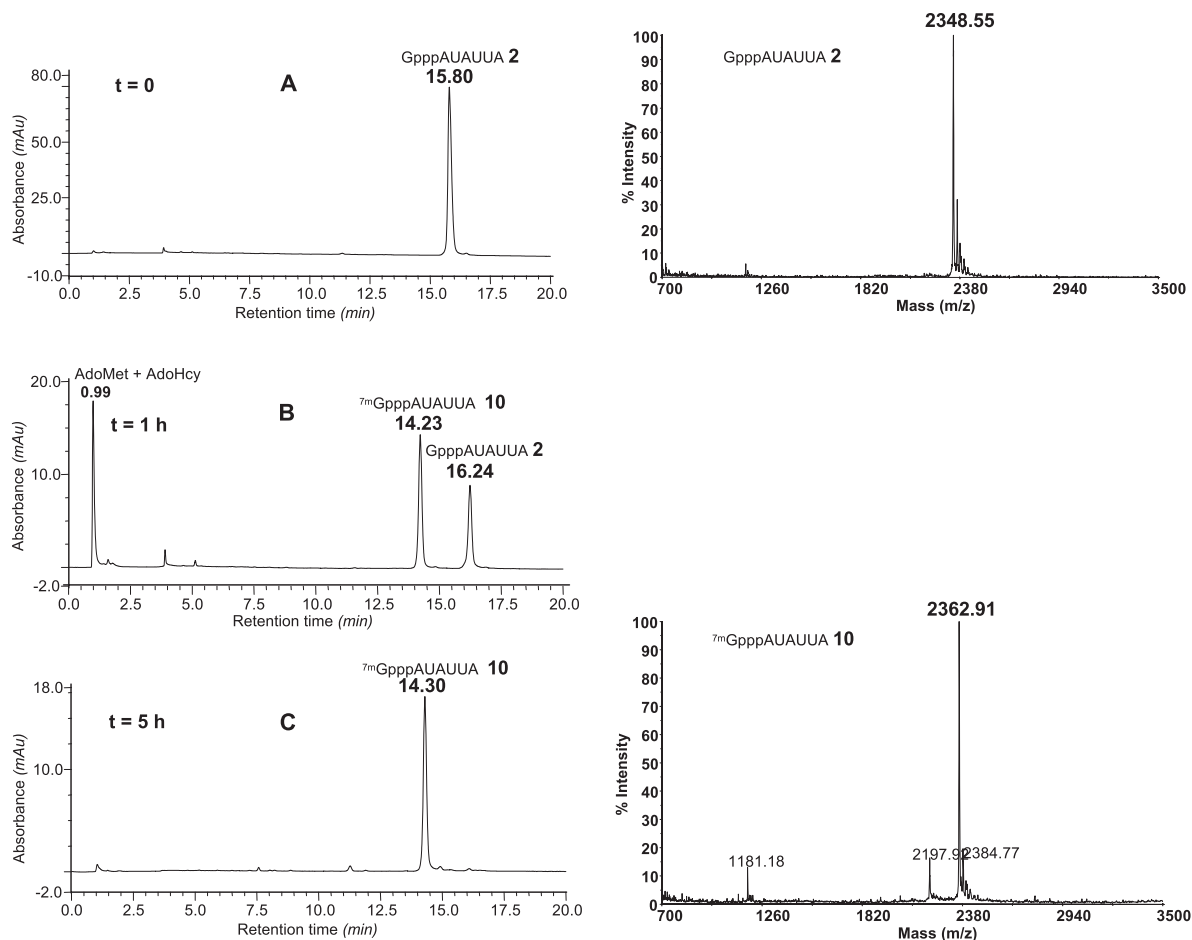 GpppAUAUUA 2
15.80
80.0
t = 0
A
50.0
25.0
-10.0
Absorbance (mAu)
0.0 2.5 5.0 7.5 10.0 12.5 15.0 17.5 20.0
Retention time (min)
2348.55
GpppAUAUUA 2
100
90
80
70
60
50
40
30
20
10
0
% Intensity
700 1260 1820 2380 2940 3500
Mass (m/z)
AdoMet + AdoHcy
20.0
0.99
t = 1 h
B
7mGpppAUAUUA 10
14.23
GpppAUAUUA 2
16.24
10.0
-2.0
Absorbance (mAu)
0.0 2.5 5.0 7.5 10.0 12.5 15.0 17.5 20.0
Retention time (min)
7mGpppAUAUUA 10
14.30
18.0
t = 5 h
C
10.0
-2.0
Absorbance (mAu)
0.0 2.5 5.0 7.5 10.0 12.5 15.0 17.5 20.0
Retention time (min)
2362.91
7mGpppAUAUUA 10
100
90
80
70
60
50
40
30
20
10
0
% Intensity
1181.18
2197.92
2384.77
700 1260 1820 2380 2940 3500
Mass (m/z)